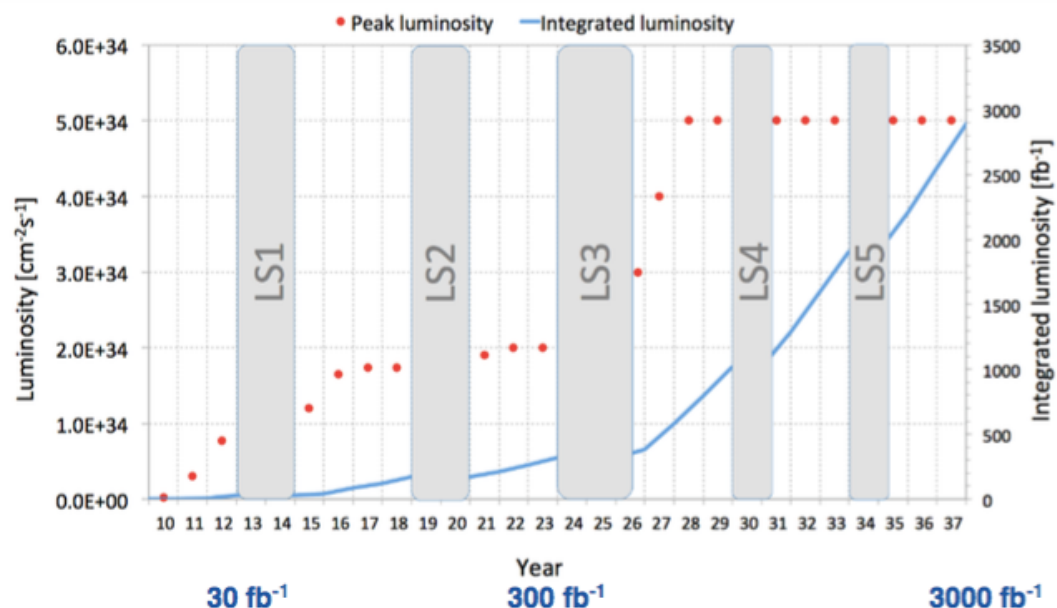 Peak luminosity Integrated luminosity
6.0E+34
5.0E+34
4.0E+34
3.0E+34
2.0E+34
1.0E+34
0.0E+00
Luminosity [cm⁻²s⁻¹]
LS1
LS2
LS3
LS4
LS5
3500
3000
2500
2000
1500
1000
500
0
Integrated luminosity [fb⁻¹]
10 11 12 13 14 15 16 17 18 19 20 21 22 23 24 25 26 27 28 29 30 31 32 33 34 35 36 37
Year
30 fb⁻¹ 300 fb⁻¹ 3000 fb⁻¹